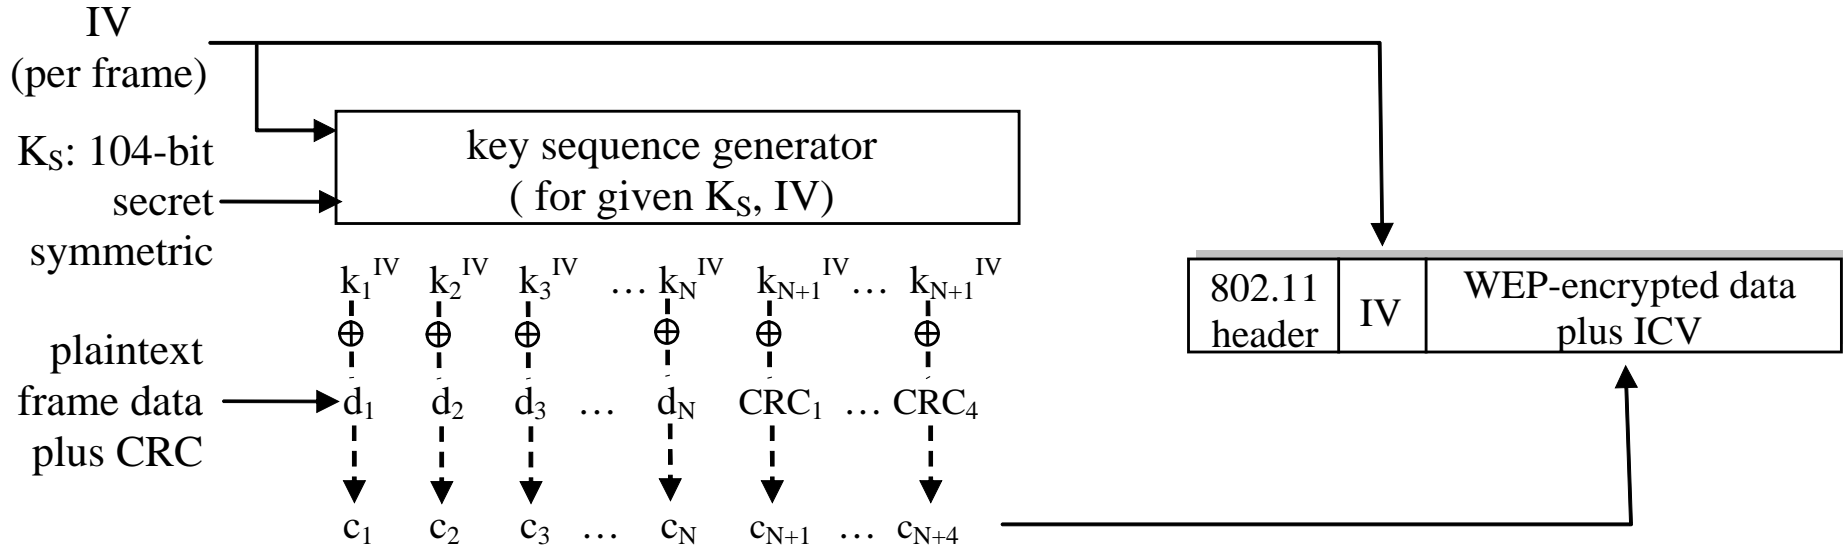 IV
(per frame)
K_S: 104-bit
secret
symmetric
key sequence generator
( for given K_S, IV)
k_1^IV k_2^IV k_3^IV … k_N^IV k_N+1^IV … k_N+1^IV
802.11
header
IV
WEP-encrypted data
plus ICV
plaintext
frame data
plus CRC
d_1 d_2 d_3 … d_N CRC_1 … CRC_4
c_1 c_2 c_3 … c_N c_N+1 … c_N+4